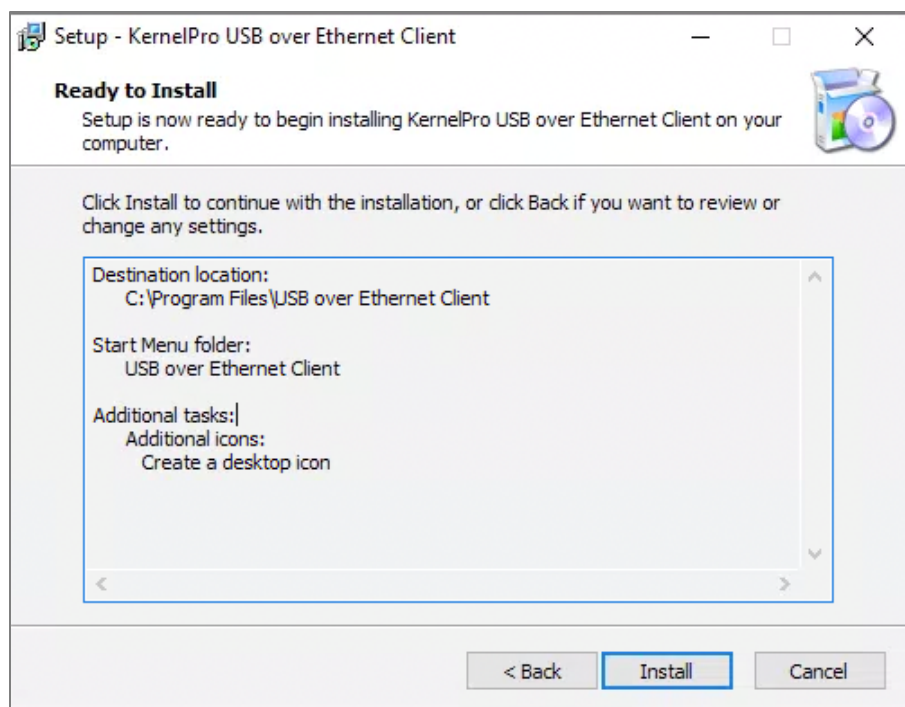 Setup - KernelPro USB over Ethernet Client
Ready to Install
Setup is now ready to begin installing KernelPro USB over Ethernet Client on your
computer.
Click Install to continue with the installation, or click Back if you want to review or
change any settings.
Destination location:
C:\Program Files\USB over Ethernet Client
Start Menu folder:
USB over Ethernet Client
Additional tasks:
Additional icons:
Create a desktop icon
< Back
Install
Cancel